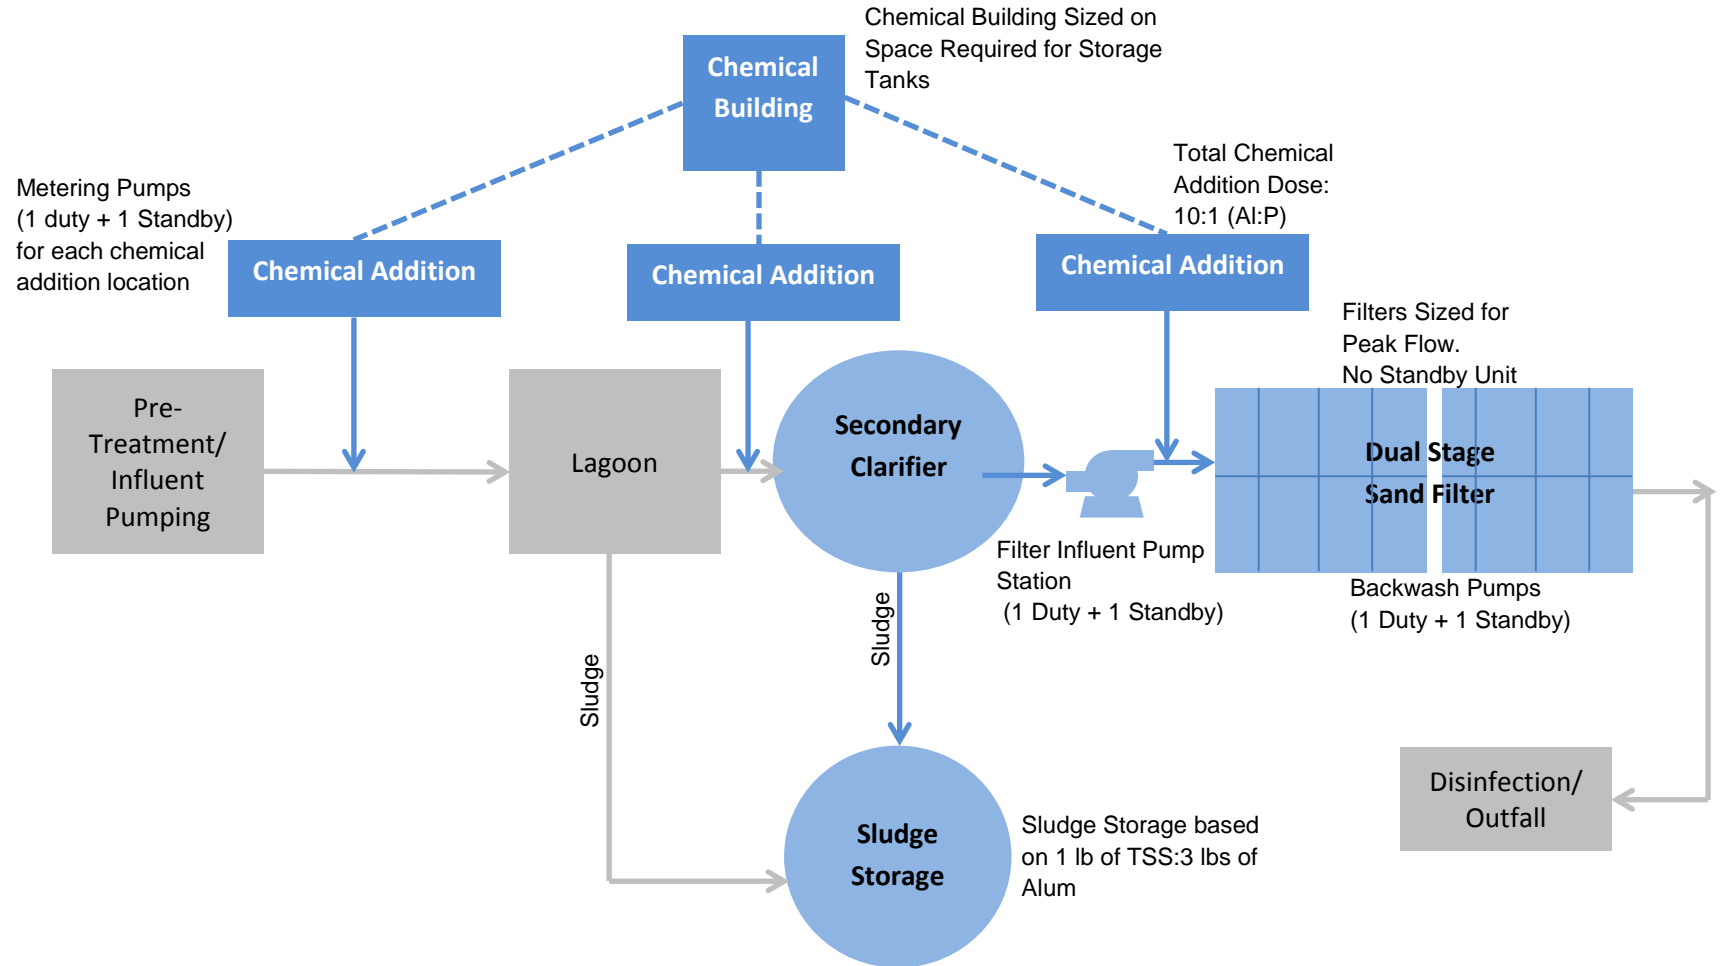 Chemical Building Sized on
Space Required for Storage
Tanks
Chemical
Building
Total Chemical
Addition Dose:
10:1 (Al:P)
Metering Pumps
(1 duty + 1 Standby)
for each chemical
addition location
Chemical Addition
Chemical Addition
Chemical Addition
Filters Sized for
Peak Flow.
No Standby Unit
Pre-
Treatment/
Influent
Pumping
Lagoon
Secondary
Clarifier
Dual Stage
Sand Filter
Filter Influent Pump
Station
(1 Duty + 1 Standby)
Backwash Pumps
(1 Duty + 1 Standby)
Sludge
Sludge
Sludge
Storage
Sludge Storage based
on 1 lb of TSS:3 lbs of
Alum
Disinfection/
Outfall